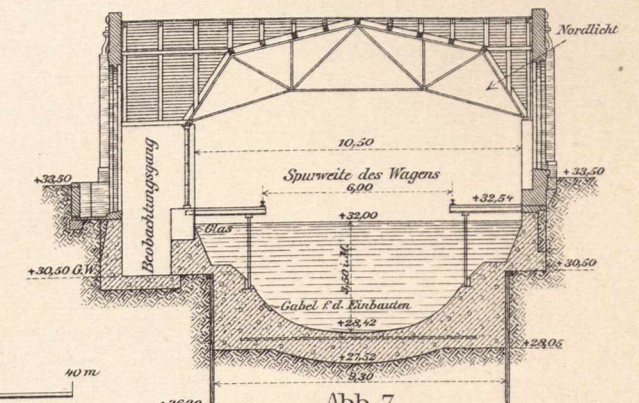 Nordlicht
10,50
Beobachtungsgang
Spurweite des Wagens
6,00
+33,50
+33,50
+32,54
+32,00
Glas
+30,50 G.W.
+30,50
3,50 i. M.
Gabel f. d. Einbauten
+28,42
+28,05
+27,52
9,30
40 m
Abb. 7